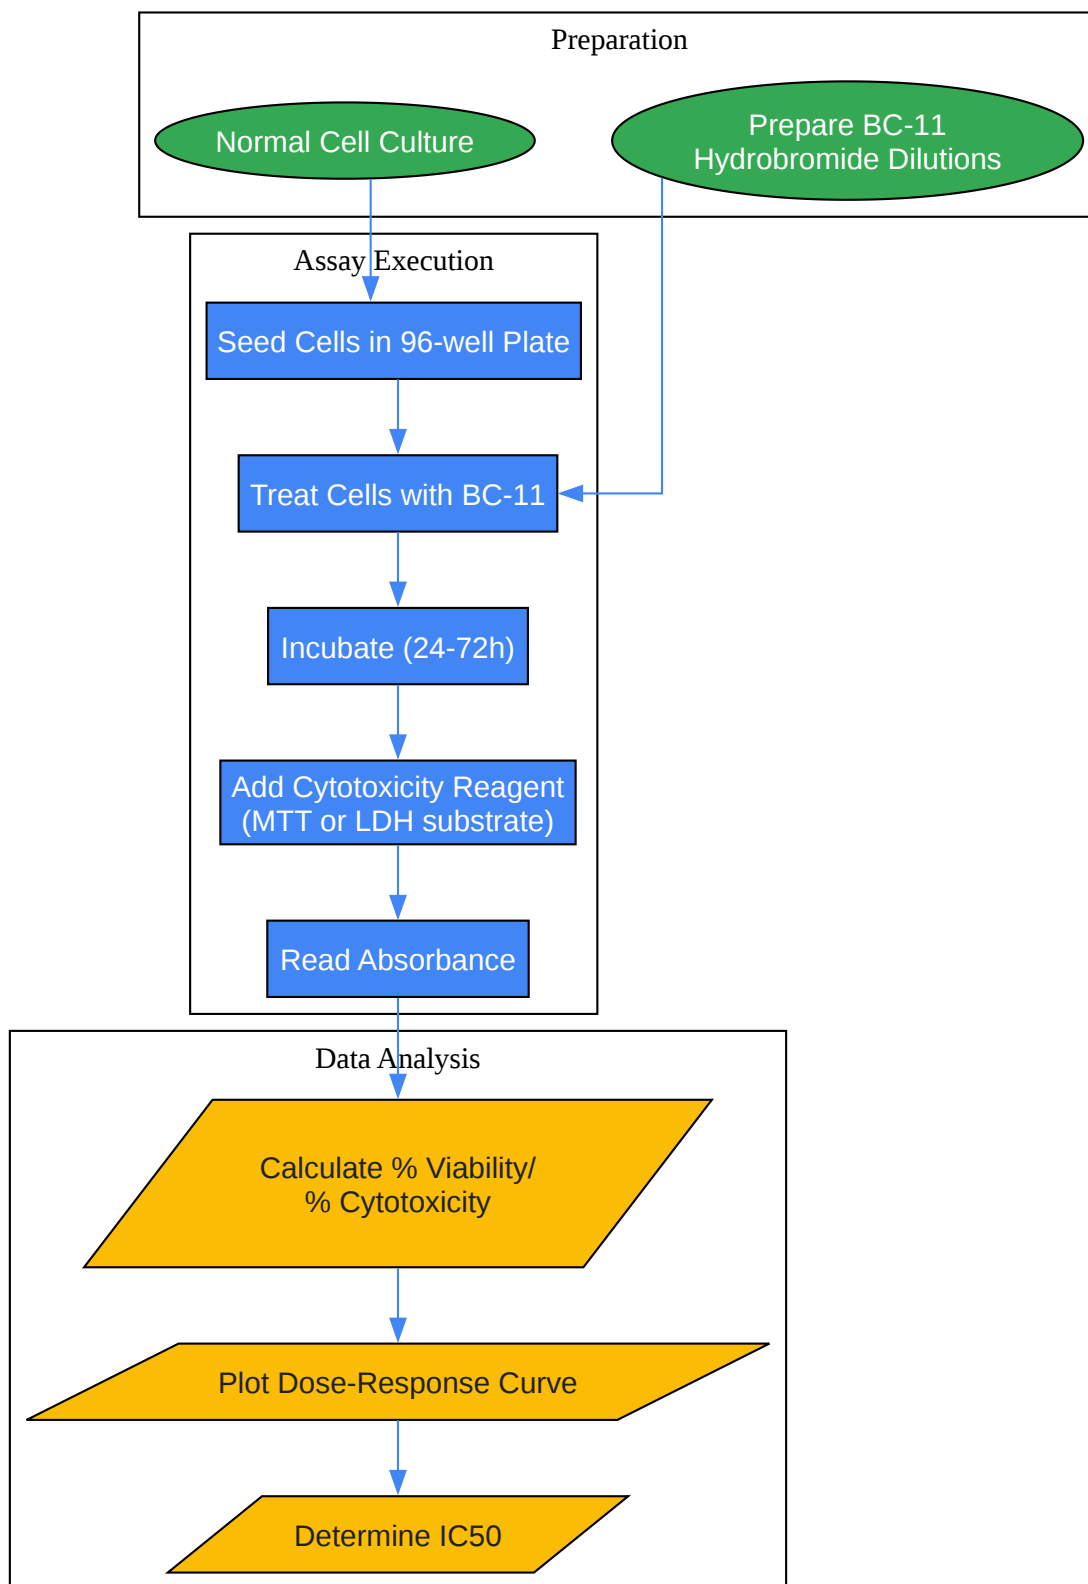 Preparation
Normal Cell Culture
Prepare BC-11
Hydrobromide Dilutions
Assay Execution
Seed Cells in 96-well Plate
Treat Cells with BC-11
Incubate (24-72h)
Add Cytotoxicity Reagent
(MTT or LDH substrate)
Read Absorbance
Data Analysis
Calculate % Viability/
% Cytotoxicity
Plot Dose-Response Curve
Determine IC50